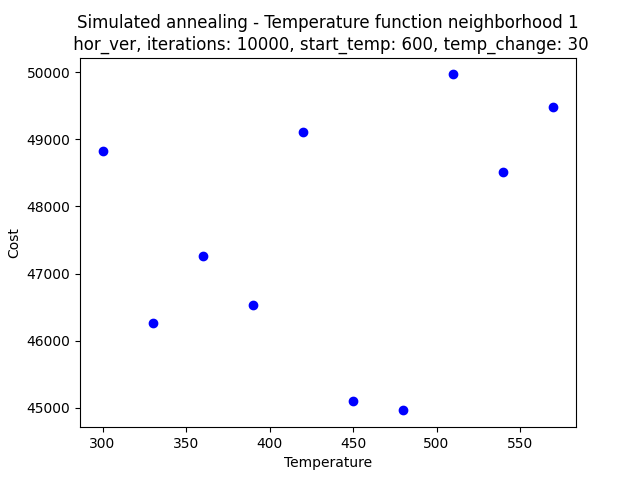 Simulated annealing - Temperature function neighborhood 1
hor_ver, iterations: 10000, start_temp: 600, temp_change: 30
50000
49000
48000
47000
46000
45000
Cost
300 350 400 450 500 550
Temperature